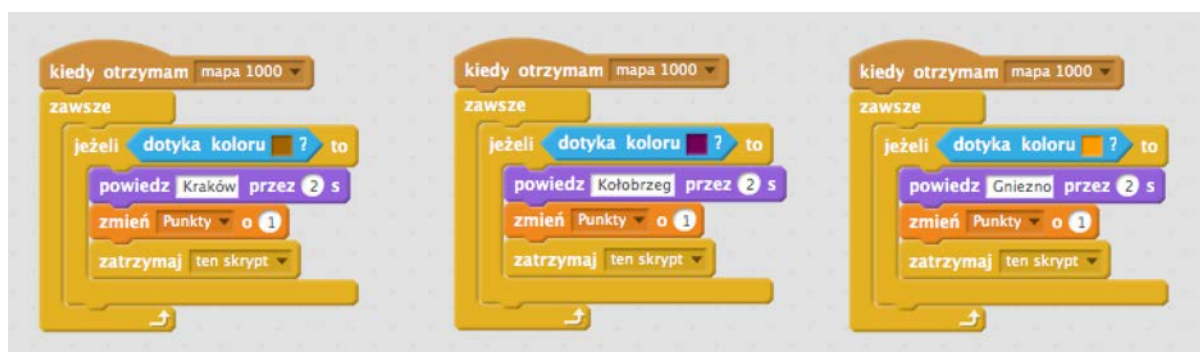 kiedy otrzymam mapa 1000
zawsze
jeżeli dotyka koloru ? to
powiedz Kraków przez 2 s
zmień Punkty o 1
zatrzymaj ten skrypt
kiedy otrzymam mapa 1000
zawsze
jeżeli dotyka koloru ? to
powiedz Kołobrzeg przez 2 s
zmień Punkty o 1
zatrzymaj ten skrypt
kiedy otrzymam mapa 1000
zawsze
jeżeli dotyka koloru ? to
powiedz Gniezno przez 2 s
zmień Punkty o 1
zatrzymaj ten skrypt